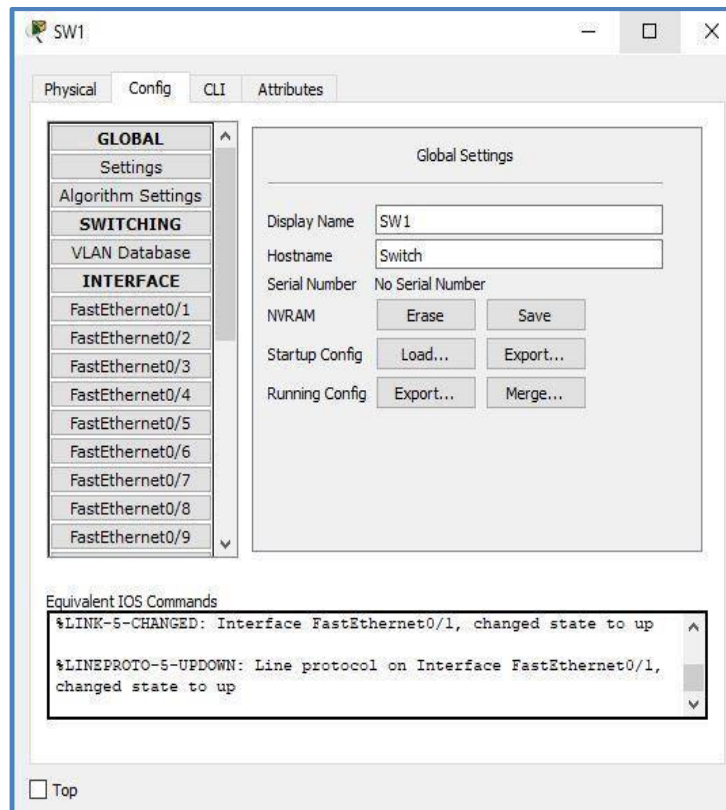 SW1
Physical Config CLI Attributes
GLOBAL
Settings
Algorithm Settings
SWITCHING
VLAN Database
INTERFACE
FastEthernet0/1
FastEthernet0/2
FastEthernet0/3
FastEthernet0/4
FastEthernet0/5
FastEthernet0/6
FastEthernet0/7
FastEthernet0/8
FastEthernet0/9
Global Settings
Display Name SW1
Hostname Switch
Serial Number No Serial Number
NVRAM Erase Save
Startup Config Load... Export...
Running Config Export... Merge...
Equivalent IOS Commands
%LINK-5-CHANGED: Interface FastEthernet0/1, changed state to up
%LINEPROTO-5-UPDOWN: Line protocol on Interface FastEthernet0/1,
changed state to up
Top